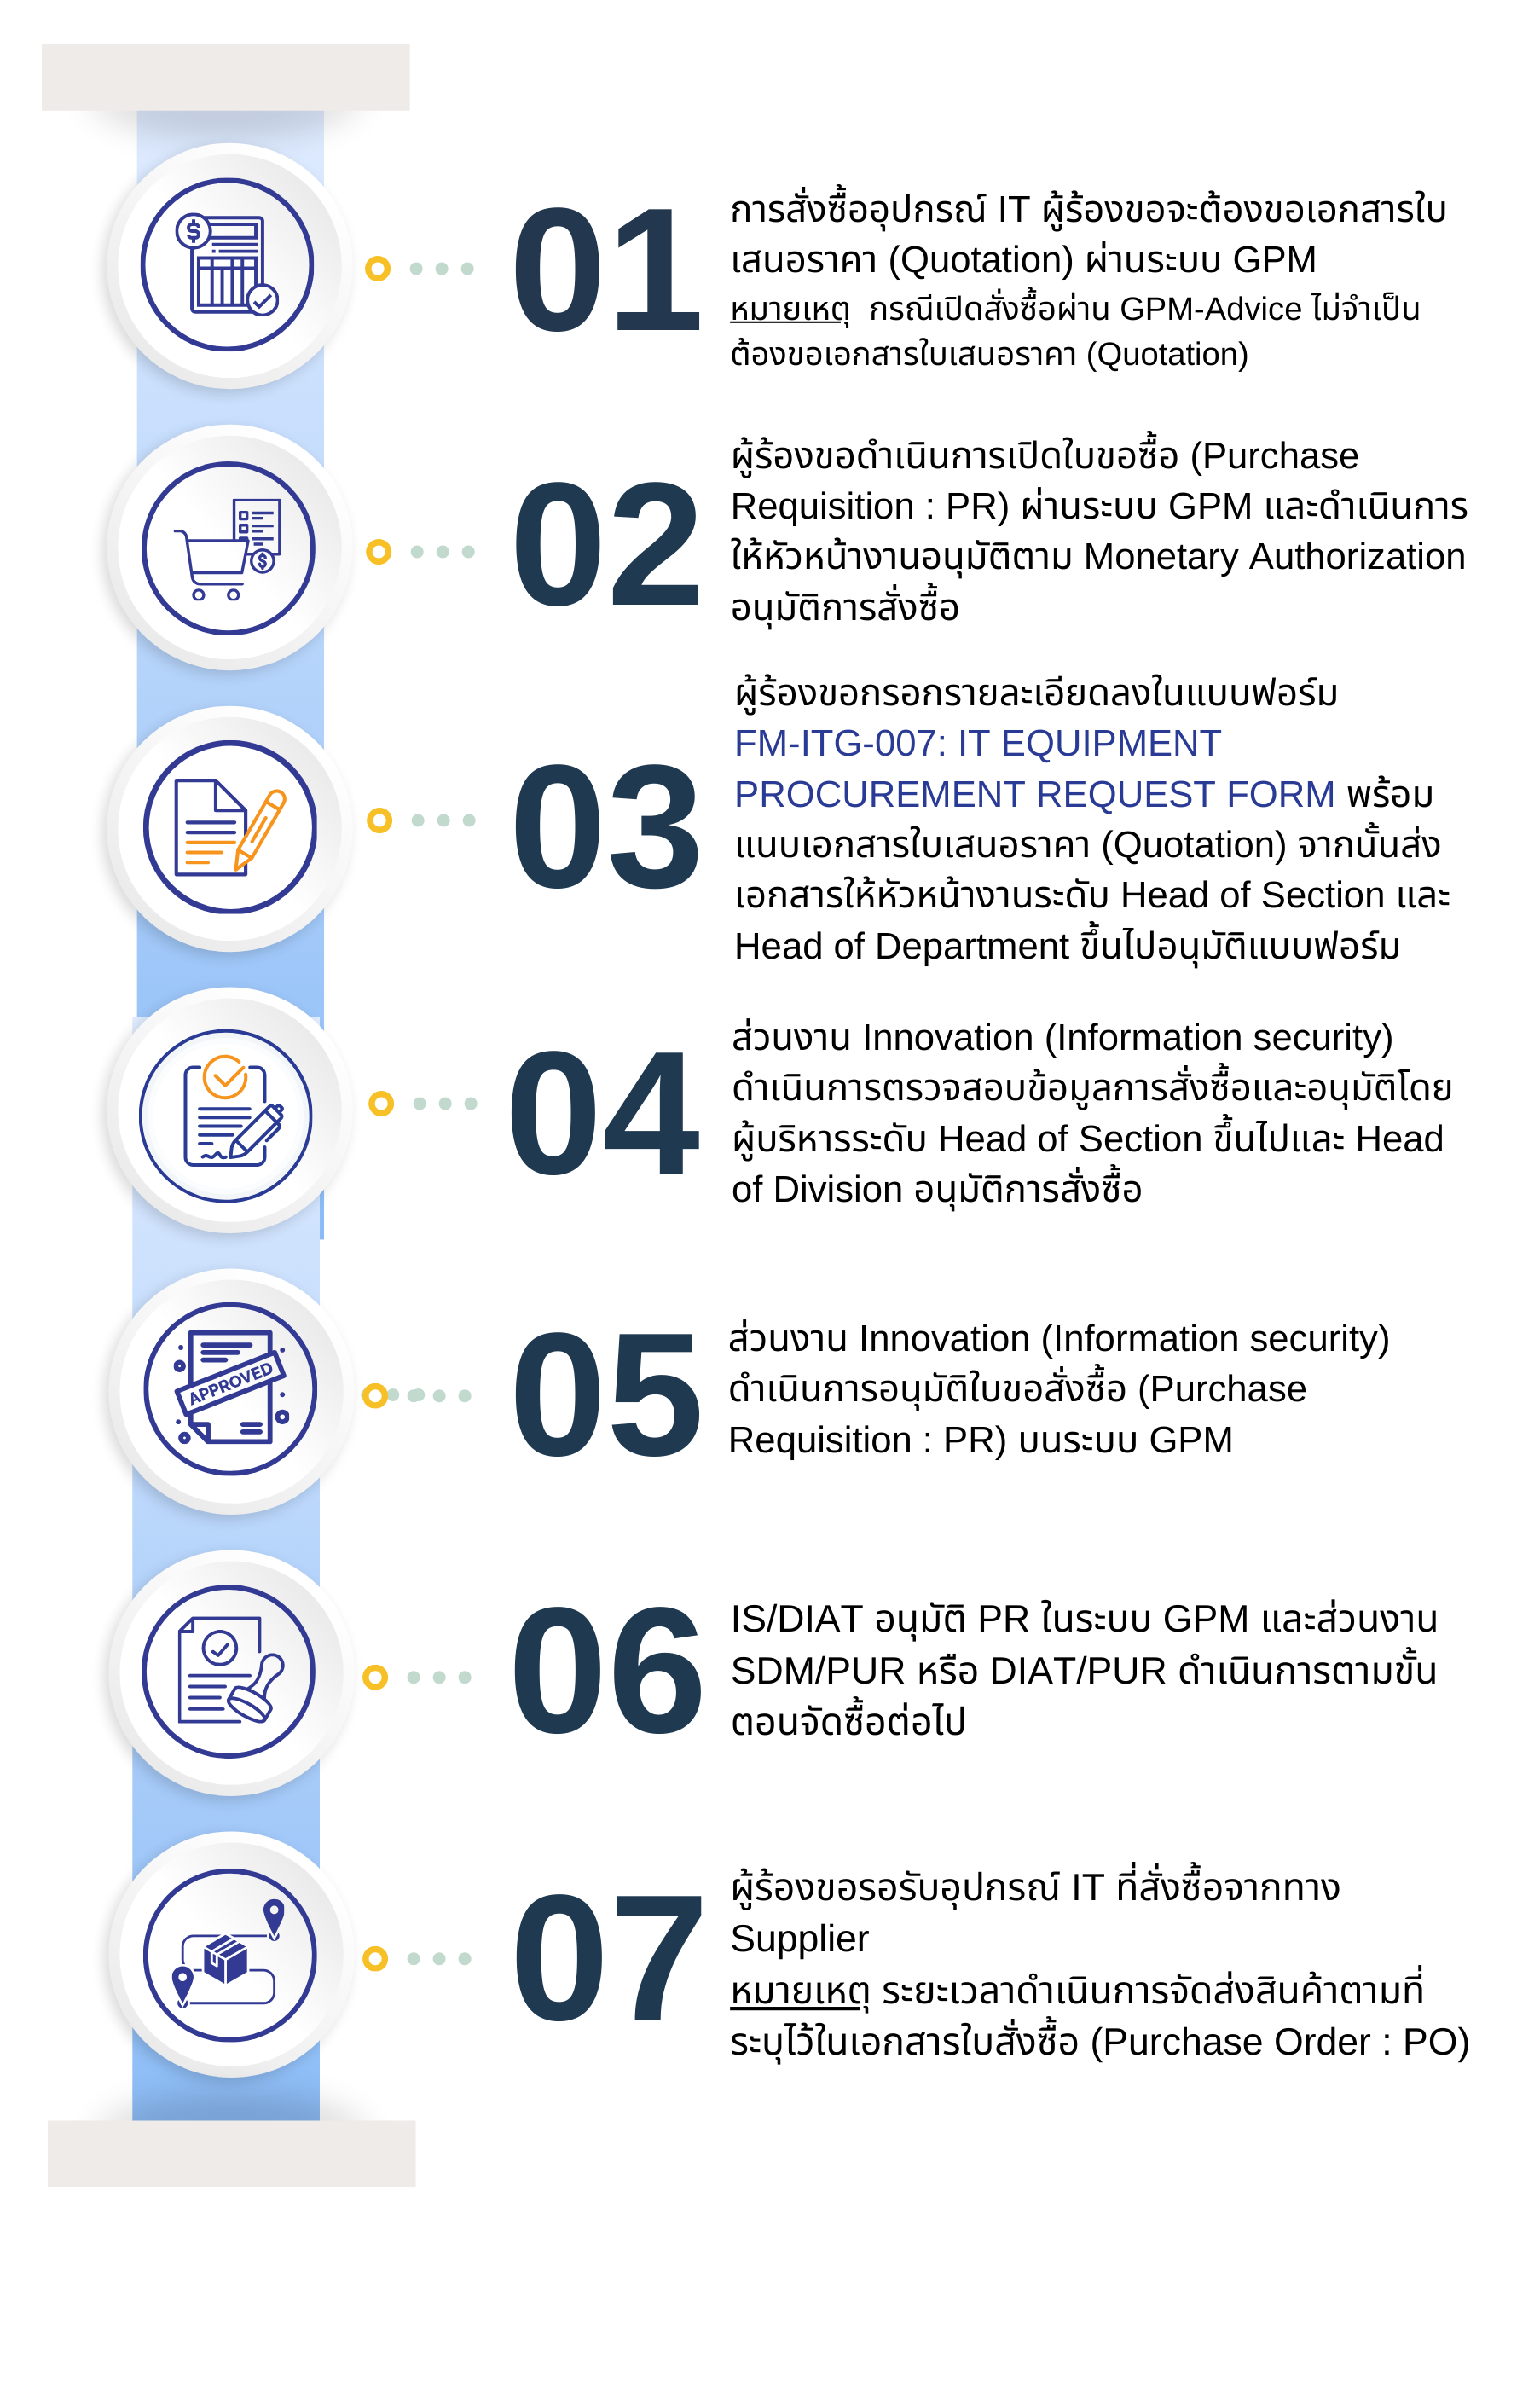 01
การสั่งซื้ออุปกรณ์ IT ผู้ร้องขอจะต้องขอเอกสารใบ
เสนอราคา (Quotation) ผ่านระบบ GPM
หมายเหตุ กรณีเปิดสั่งซื้อผ่าน GPM-Advice ไม่จำเป็น
ต้องขอเอกสารใบเสนอราคา (Quotation)
02
ผู้ร้องขอดำเนินการเปิดใบขอซื้อ (Purchase
Requisition : PR) ผ่านระบบ GPM และดำเนินการ
ให้หัวหน้างานอนุมัติตาม Monetary Authorization
อนุมัติการสั่งซื้อ
03
ผู้ร้องขอกรอกรายละเอียดลงในแบบฟอร์ม
FM-ITG-007: IT EQUIPMENT
PROCUREMENT REQUEST FORM พร้อม
แนบเอกสารใบเสนอราคา (Quotation) จากนั้นส่ง
เอกสารให้หัวหน้างานระดับ Head of Section และ
Head of Department ขึ้นไปอนุมัติแบบฟอร์ม
04
ส่วนงาน Innovation (Information security)
ดำเนินการตรวจสอบข้อมูลการสั่งซื้อและอนุมัติโดย
ผู้บริหารระดับ Head of Section ขึ้นไปและ Head
of Division อนุมัติการสั่งซื้อ
APPROVED
05
ส่วนงาน Innovation (Information security)
ดำเนินการอนุมัติใบขอสั่งซื้อ (Purchase
Requisition : PR) บนระบบ GPM
06
IS/DIAT อนุมัติ PR ในระบบ GPM และส่วนงาน
SDM/PUR หรือ DIAT/PUR ดำเนินการตามขั้น
ตอนจัดซื้อต่อไป
07
ผู้ร้องขอรอรับอุปกรณ์ IT ที่สั่งซื้อจากทาง
Supplier
หมายเหตุ ระยะเวลาดำเนินการจัดส่งสินค้าตามที่
ระบุไว้ในเอกสารใบสั่งซื้อ (Purchase Order : PO)